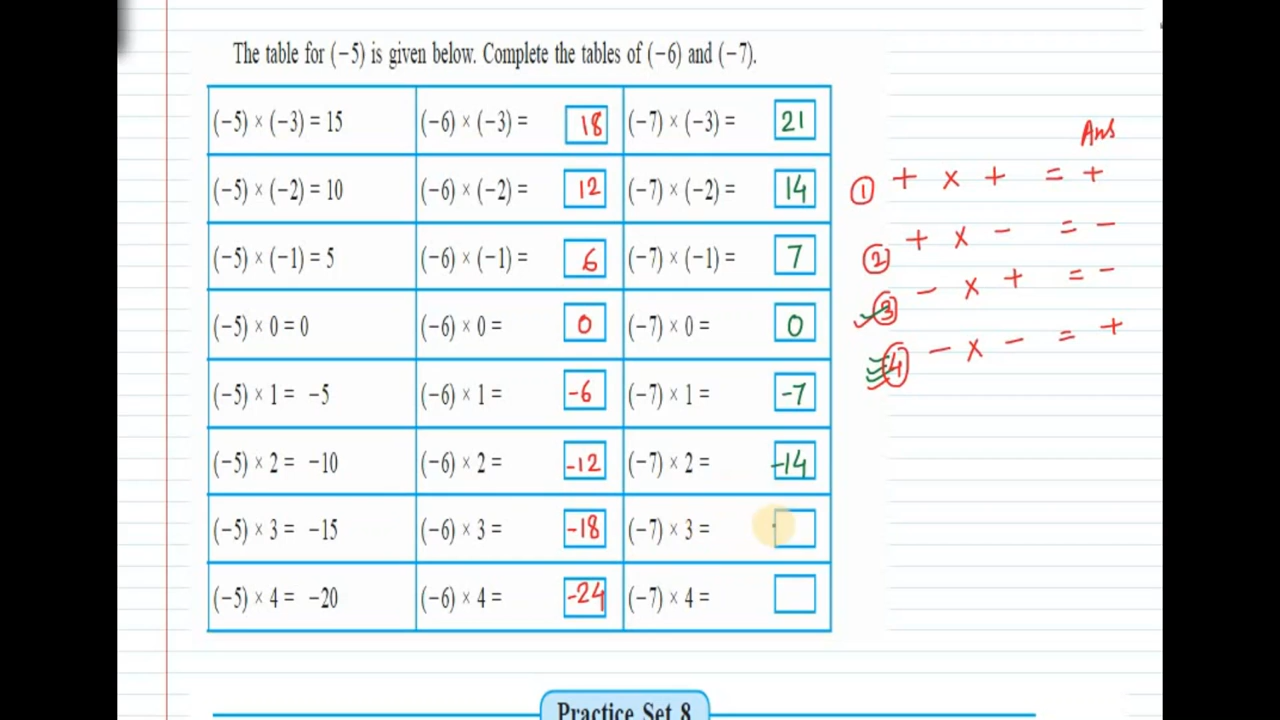 The table for (−5) is given below. Complete the tables of (−6) and (−7).
(−5) × (−3) = 15 (−6) × (−3) = 18 (−7) × (−3) = 21
(−5) × (−2) = 10 (−6) × (−2) = 12 (−7) × (−2) = 14
(−5) × (−1) = 5 (−6) × (−1) = 6 (−7) × (−1) = 7
(−5) × 0 = 0 (−6) × 0 = 0 (−7) × 0 = 0
(−5) × 1 = −5 (−6) × 1 = -6 (−7) × 1 = -7
(−5) × 2 = −10 (−6) × 2 = -12 (−7) × 2 = -14
(−5) × 3 = −15 (−6) × 3 = -18 (−7) × 3 =
(−5) × 4 = −20 (−6) × 4 = -24 (−7) × 4 =
Ans
① + × + = +
② + × - = -
③ - × + = -
④ - × - = +
Practice Set 8